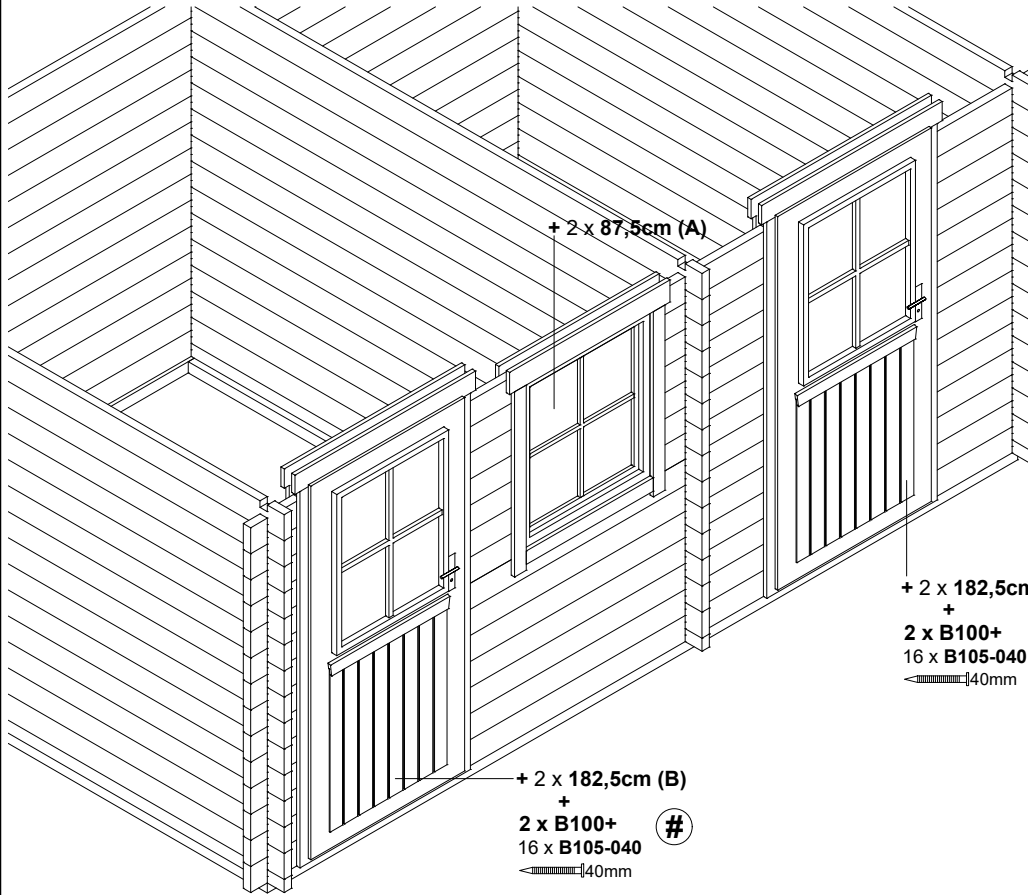 + 2 x 87,5cm (A)
+ 2 x 182,5cm
+
2 x B100+
16 x B105-040
40mm
+ 2 x 182,5cm (B)
+
2 x B100+
#
16 x B105-040
40mm